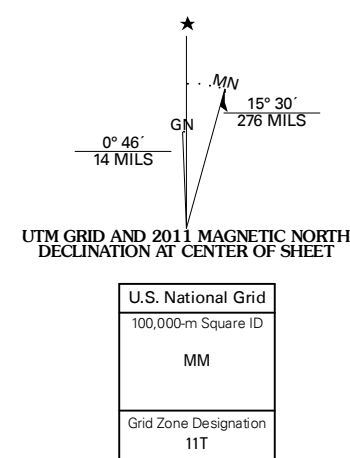 MN
GN
15° 30´
276 MILS
0° 46´
14 MILS
UTM GRID AND 2011 MAGNETIC NORTH
DECLINATION AT CENTER OF SHEET
U.S. National Grid
100,000-m Square ID
MM
Grid Zone Designation
11T